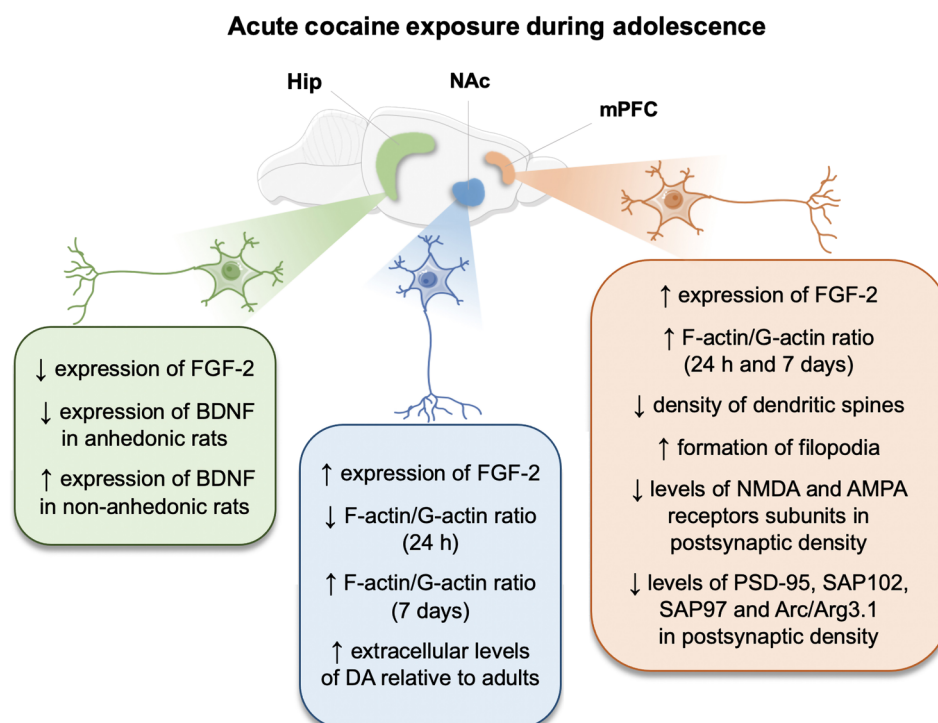 Acute cocaine exposure during adolescence
Hip
NAc
mPFC
↓ expression of FGF-2
↓ expression of BDNF
in anhedonic rats
↑ expression of BDNF
in non-anhedonic rats
↑ expression of FGF-2
↓ F-actin/G-actin ratio
(24 h)
↑ F-actin/G-actin ratio
(7 days)
↑ extracellular levels
of DA relative to adults
↑ expression of FGF-2
↑ F-actin/G-actin ratio
(24 h and 7 days)
↓ density of dendritic spines
↑ formation of filopodia
↓ levels of NMDA and AMPA
receptors subunits in
postsynaptic density
↓ levels of PSD-95, SAP102,
SAP97 and Arc/Arg3.1
in postsynaptic density